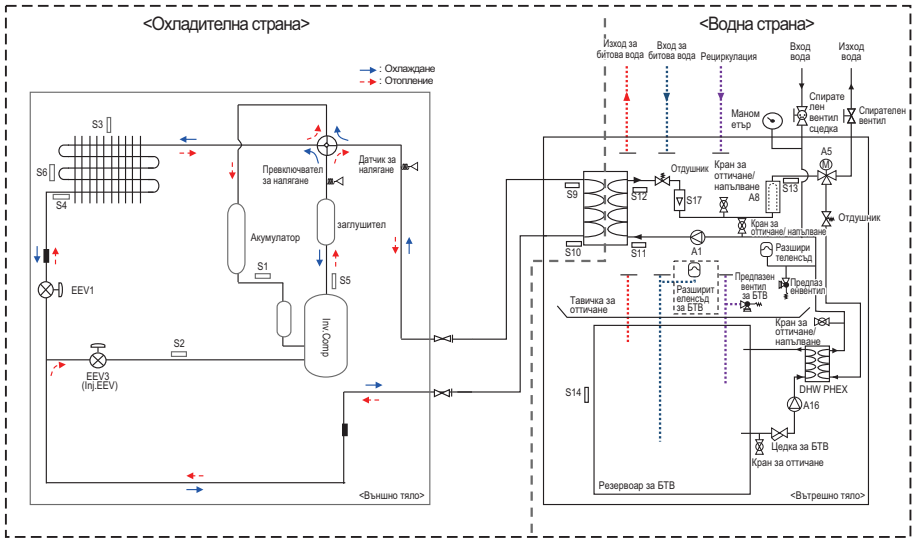 <Охладителна страна>
<Водна страна>
: Охлаждане
: Отопление
S3
S6
S4
EEV1
EEV3
(Inj.EEV)
S2
Акумулатор
S1
Превключвател
за налягане
заглушител
S5
Inv.Comp
Датчик за
налягане
<Външно тяло>
Изход за
битова вода
Вход за
битова вода
Рециркулация
Вход
вода
Изход
вода
Маном
етър
Спирате
лен
вентил
сцедка
Спирателен
вентил
S9
S10
S12
S11
Отдушник
S17
Кран за
оттичане/
напълване
A8
S13
A5
M
Отдушник
Кран за
оттичане/ напълване
A1
Разшири
теленсъд
Предпаз
енвентил
Разширит
еленсъд
за БТВ
Предпазен
вентил
за БТВ
Тавичка за
оттичане
Кран за
оттичане/
напълване
DHW PHEX
S14
A16
Цедка за БТВ
Кран за оттичане
Резервоар за БТВ
<Вътрешно тяло>